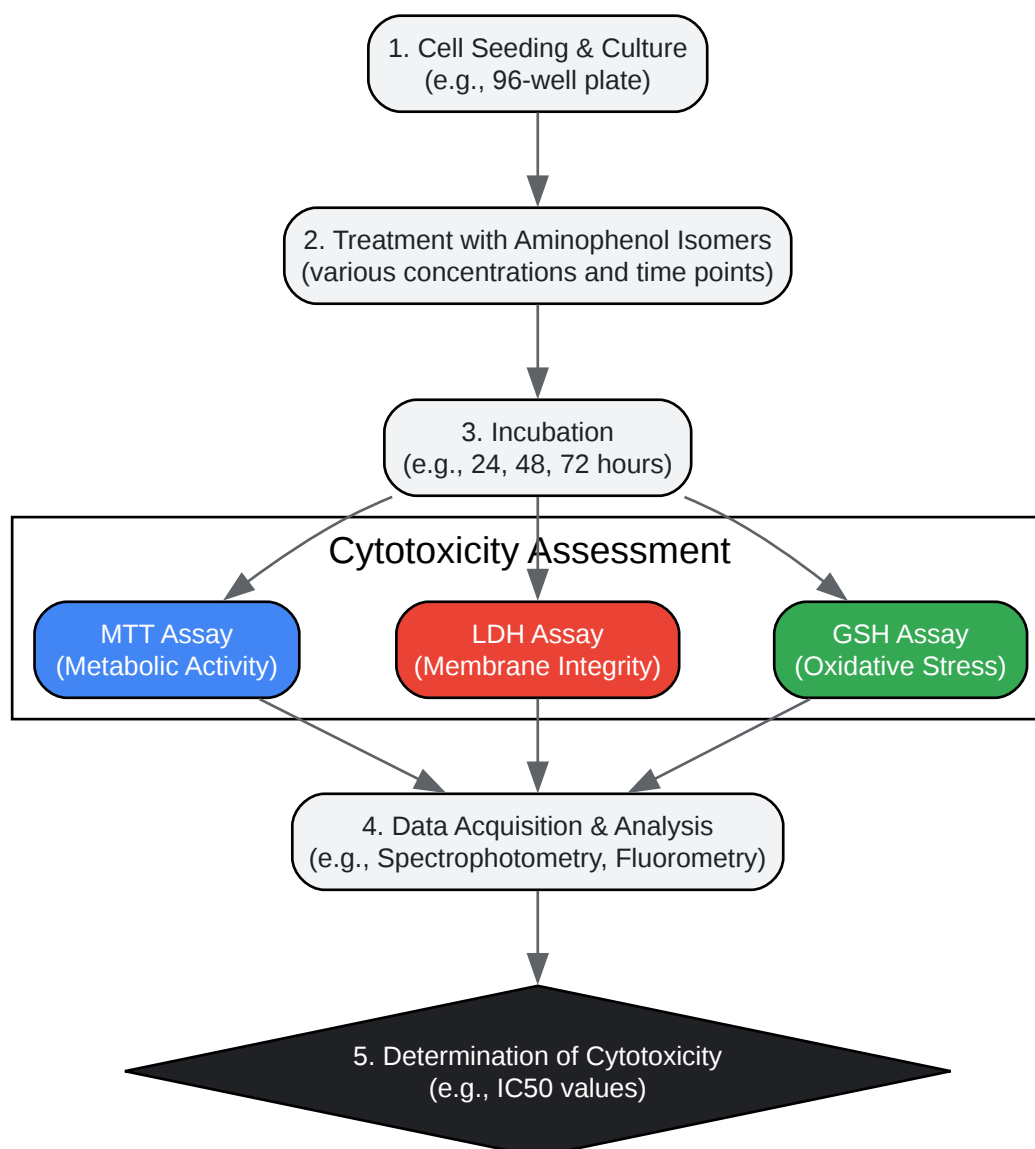 1. Cell Seeding & Culture
(e.g., 96-well plate)
2. Treatment with Aminophenol Isomers
(various concentrations and time points)
3. Incubation
(e.g., 24, 48, 72 hours)
Cytotoxicity Assessment
MTT Assay
(Metabolic Activity)
LDH Assay
(Membrane Integrity)
GSH Assay
(Oxidative Stress)
4. Data Acquisition & Analysis
(e.g., Spectrophotometry, Fluorometry)
5. Determination of Cytotoxicity
(e.g., IC50 values)